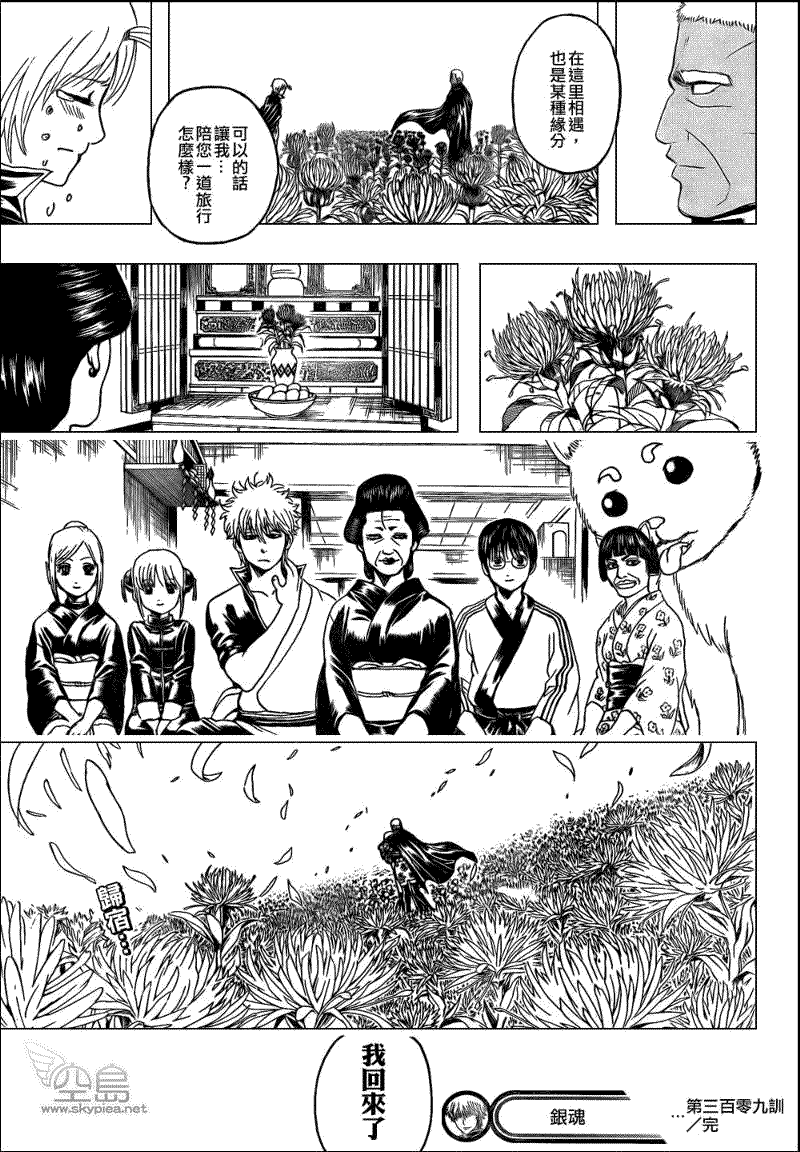 在這里相遇，
也是某種緣分
可以的話
讓我…
陪您一道旅行
怎麼樣？
歸宿…
我回來了
銀魂
…第三百零九訓
／完
空島
www.skypiea.net